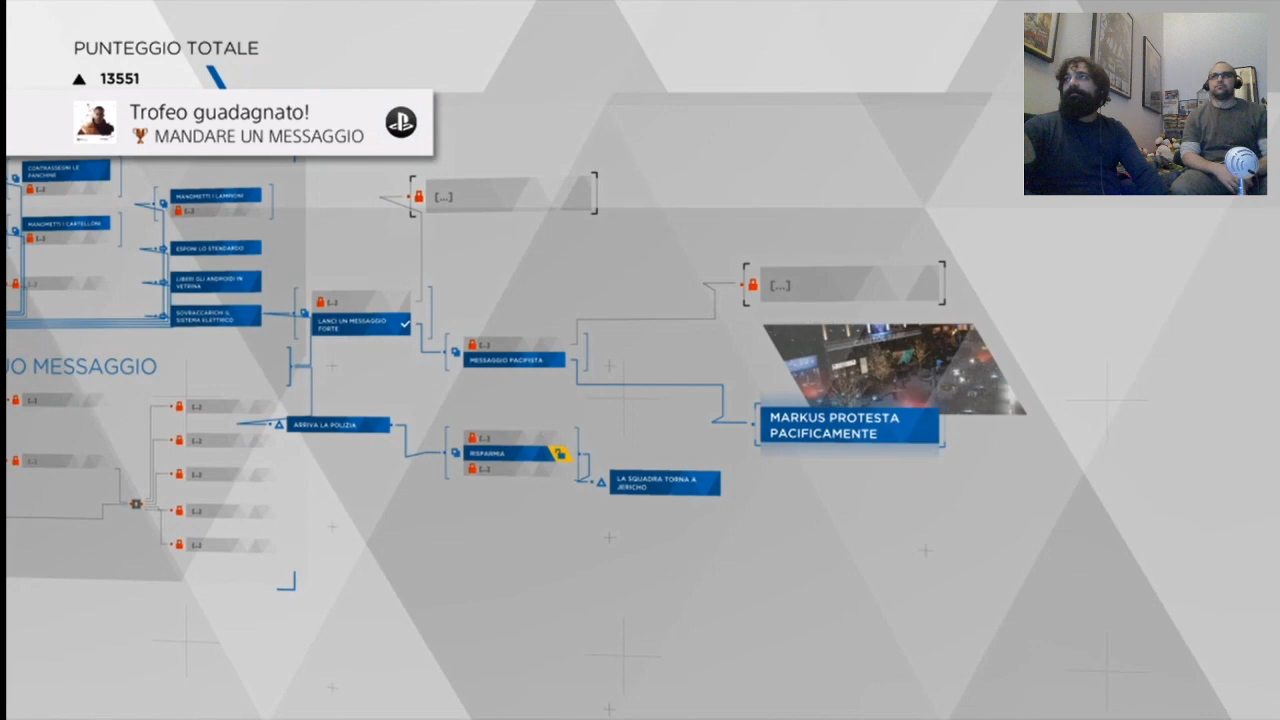 PUNTEGGIO TOTALE
13551
Trofeo guadagnato!
MANDARE UN MESSAGGIO
CONTRASSEGNI LE
PANCHINE
[...]
MANOMETTI I LAMPIONI
[...]
[...]
MANOMETTI I CARTELLONI
[...]
ESPONI LO STENDARDO
LIBERI GLI ANDROIDI IN
VETRINA
[...]
[...]
SOVRACCARICHI IL
SISTEMA ELETTRICO
[...]
LANCI UN MESSAGGIO
FORTE
[...]
MESSAGGIO PACIFISTA
UO MESSAGGIO
[...]
[...]
[...]
[...]
[...]
[...]
[...]
ARRIVA LA POLIZIA
[...]
RISPARMIA
[...]
LA SQUADRA TORNA A
JERICHO
MARKUS PROTESTA
PACIFICAMENTE